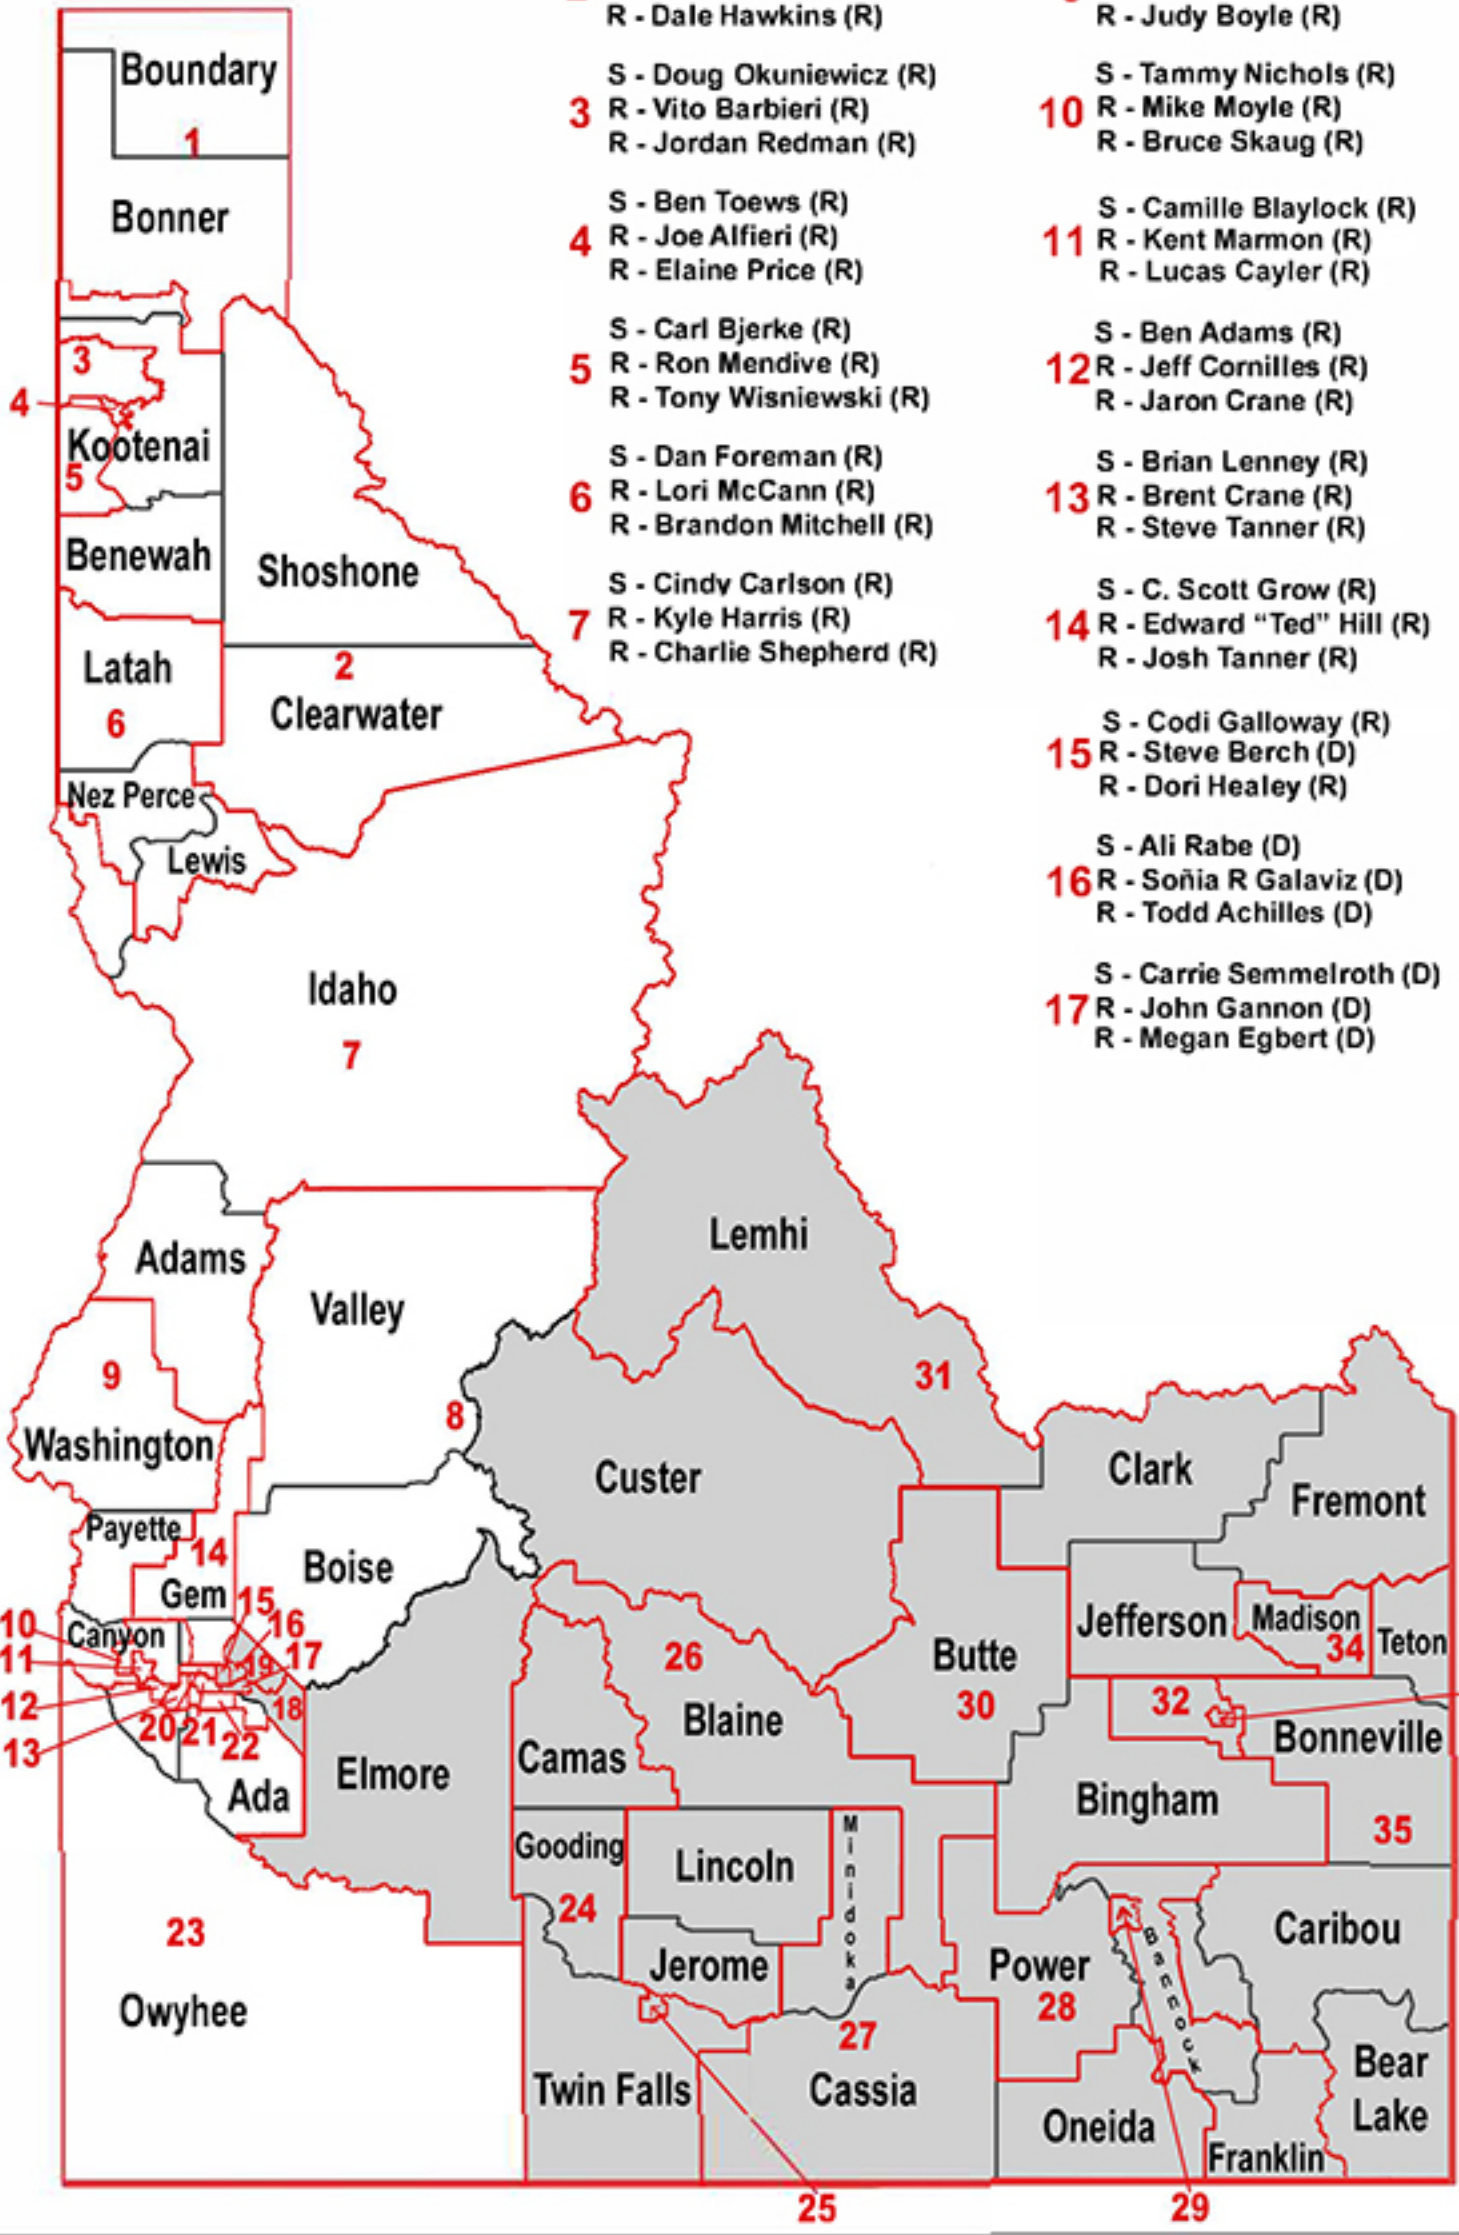 R - Dale Hawkins (R)
3
S - Doug Okuniewicz (R)
R - Vito Barbieri (R)
R - Jordan Redman (R)
4
S - Ben Toews (R)
R - Joe Alfieri (R)
R - Elaine Price (R)
5
S - Carl Bjerke (R)
R - Ron Mendive (R)
R - Tony Wisniewski (R)
6
S - Dan Foreman (R)
R - Lori McCann (R)
R - Brandon Mitchell (R)
7
S - Cindy Carlson (R)
R - Kyle Harris (R)
R - Charlie Shepherd (R)
R - Judy Boyle (R)
10
S - Tammy Nichols (R)
R - Mike Moyle (R)
R - Bruce Skaug (R)
11
S - Camille Blaylock (R)
R - Kent Marmon (R)
R - Lucas Cayler (R)
12
S - Ben Adams (R)
R - Jeff Cornilles (R)
R - Jaron Crane (R)
13
S - Brian Lenney (R)
R - Brent Crane (R)
R - Steve Tanner (R)
14
S - C. Scott Grow (R)
R - Edward “Ted” Hill (R)
R - Josh Tanner (R)
15
S - Codi Galloway (R)
R - Steve Berch (D)
R - Dori Healey (R)
16
S - Ali Rabe (D)
R - Soñia R Galaviz (D)
R - Todd Achilles (D)
17
S - Carrie Semmelroth (D)
R - John Gannon (D)
R - Megan Egbert (D)
Boundary
1
Bonner
3
4
Kootenai
5
Benewah
Shoshone
Latah
6
2
Clearwater
Nez Perce
Lewis
Idaho
7
Adams
Valley
Lemhi
9
8
31
Washington
Custer
Clark
Fremont
Payette
14
Gem
Boise
Jefferson
Madison
34
Teton
10
Canyon
15
16
11
19
17
12
18
13
20
21
22
Ada
Elmore
26
Butte
30
32
Camas
Blaine
Bonneville
Bingham
35
Gooding
24
Lincoln
Minidoka
Jerome
Power
28
Bannock
Caribou
23
Owyhee
27
Twin Falls
Cassia
Oneida
Franklin
Bear
Lake
25
29